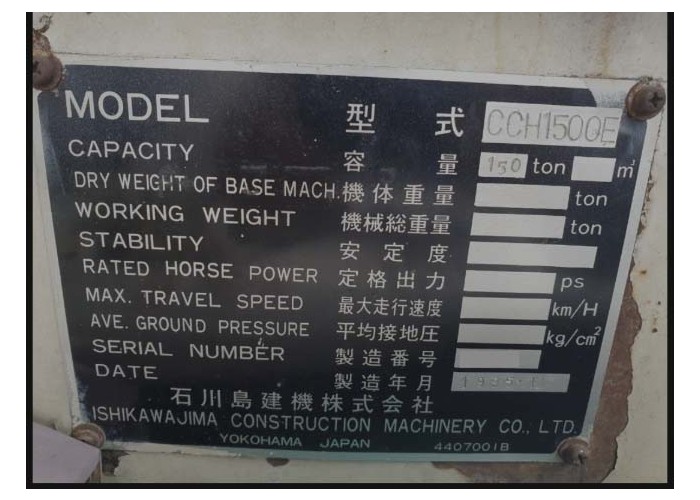 MODEL 型式 CCH1500E
CAPACITY 容量 150 ton m³
DRY WEIGHT OF BASE MACH. 機体重量 ton
WORKING WEIGHT 機械総重量 ton
STABILITY 安定度
RATED HORSE POWER 定格出力 ps
MAX. TRAVEL SPEED 最大走行速度 km/H
AVE. GROUND PRESSURE 平均接地圧 kg/cm²
SERIAL NUMBER 製造番号
DATE 製造年月
石川島建機株式会社
ISHIKAWAJIMA CONSTRUCTION MACHINERY CO., LTD.
YOKOHAMA JAPAN 4407001B